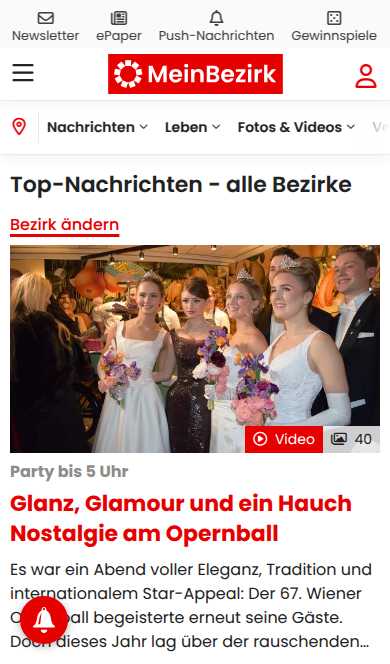 Newsletter ePaper Push-Nachrichten Gewinnspiele
MeinBezirk
Nachrichten Leben Fotos & Videos
Top-Nachrichten - alle Bezirke
Bezirk ändern
Video 40
Party bis 5 Uhr
Glanz, Glamour und ein Hauch
Nostalgie am Opernball
Es war ein Abend voller Eleganz, Tradition und
internationalem Star-Appeal: Der 67. Wiener
begeisterte erneut seine Gäste.
dieses Jahr lag über der rauschenden...